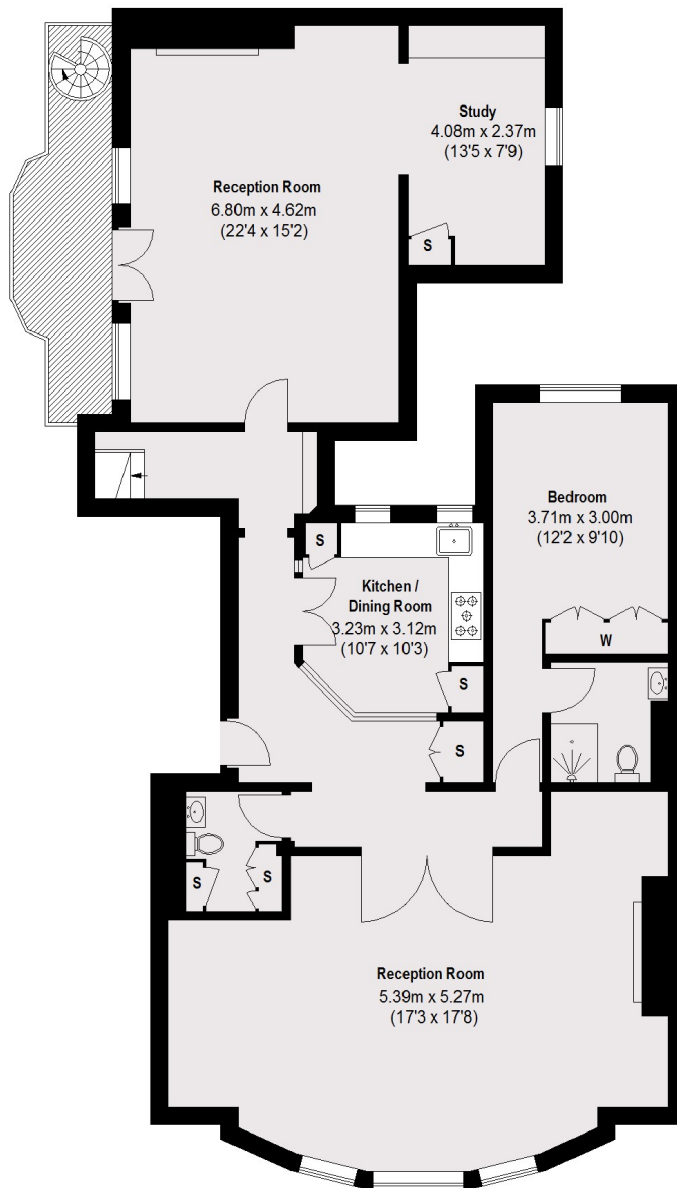 Study
4.08m x 2.37m
(13'5 x 7'9)
Reception Room
6.80m x 4.62m
(22'4 x 15'2)
S
Bedroom
3.71m x 3.00m
(12'2 x 9'10)
W
S
Kitchen /
Dining Room
3.23m x 3.12m
(10'7 x 10'3)
S
S
S
S
Reception Room
5.39m x 5.27m
(17'3 x 17'8)